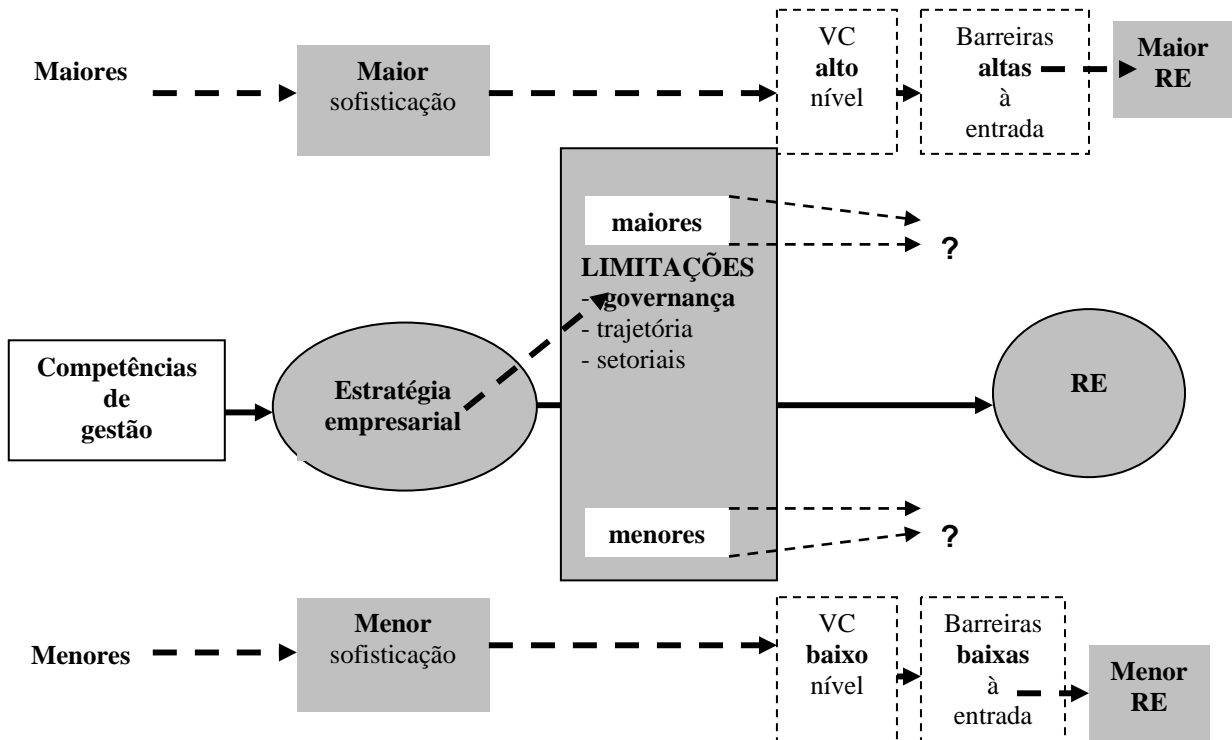 Maiores
Maior
sofisticação
VC
alto
nível
Barreiras
altas
à
entrada
Maior
RE
maiores
?
LIMITAÇÕES
- governança
- trajetória
- setoriais
Competências
de
gestão
Estratégia
empresarial
RE
menores
?
Menores
Menor
sofisticação
VC
baixo
nível
Barreiras
baixas
à
entrada
Menor
RE